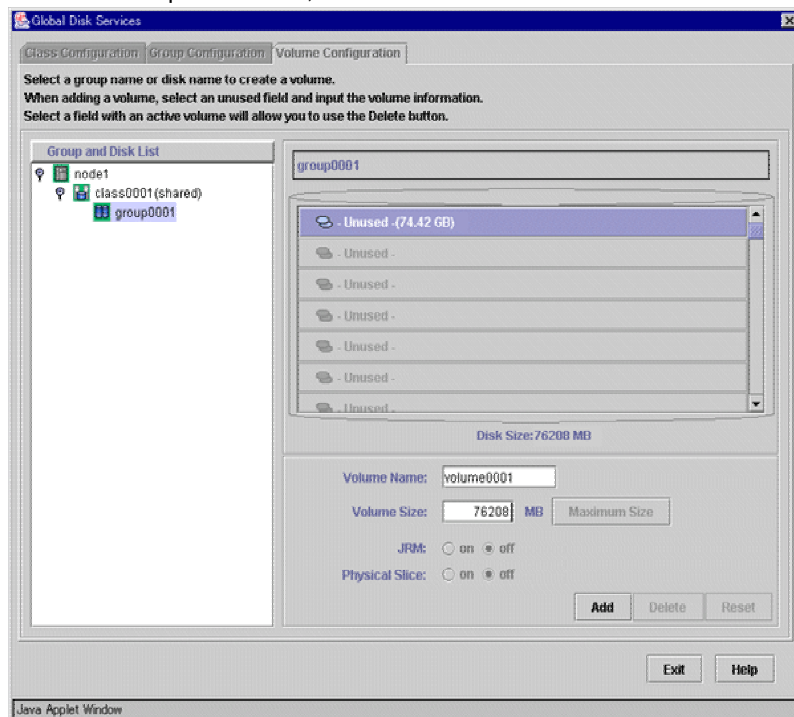 Global Disk Services
Class Configuration Group Configuration Volume Configuration
Select a group name or disk name to create a volume.
When adding a volume, select an unused field and input the volume information.
Select a field with an active volume will allow you to use the Delete button.
Group and Disk List
node1
class0001(shared)
group0001
group0001
- Unused -(74.42 GB)
- Unused -
- Unused -
- Unused -
- Unused -
- Unused -
- Unused -
Disk Size:76208 MB
Volume Name: volume0001
Volume Size: 76208 MB Maximum Size
JRM: on off
Physical Slice: on off
Add Delete Reset
Exit Help
Java Applet Window